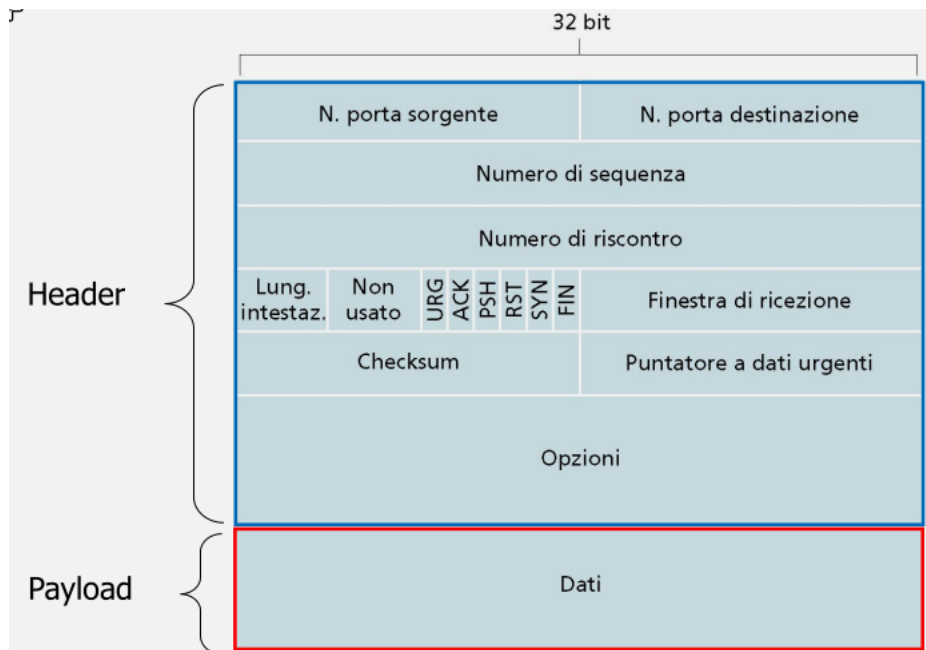 32 bit
N. porta sorgente
N. porta destinazione
Numero di sequenza
Numero di riscontro
Header
Lung.
intestaz.
Non
usato
URG
ACK
PSH
RST
SYN
FIN
Finestra di ricezione
Checksum
Puntatore a dati urgenti
Opzioni
Payload
Dati